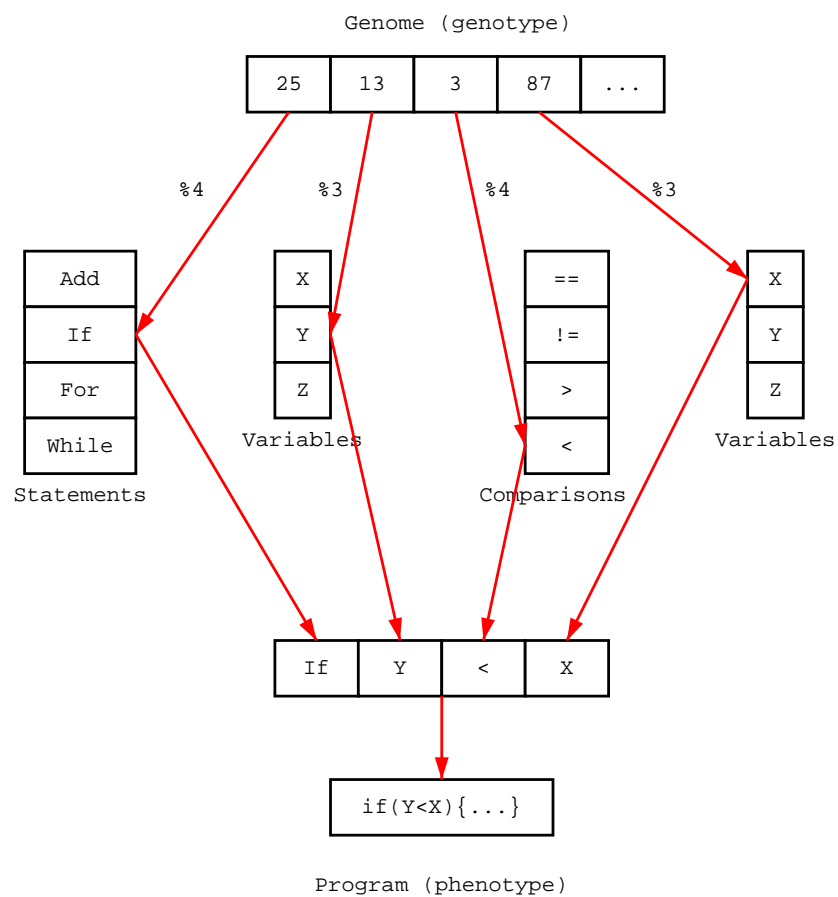 Genome (genotype)
25 13 3 87 ...
%4 %3 %4 %3
Add X == X
If Y != Y
For Z > Z
Variables Variables
While <
Statements Comparisons
If Y < X
if(Y<X){...}
Program (phenotype)